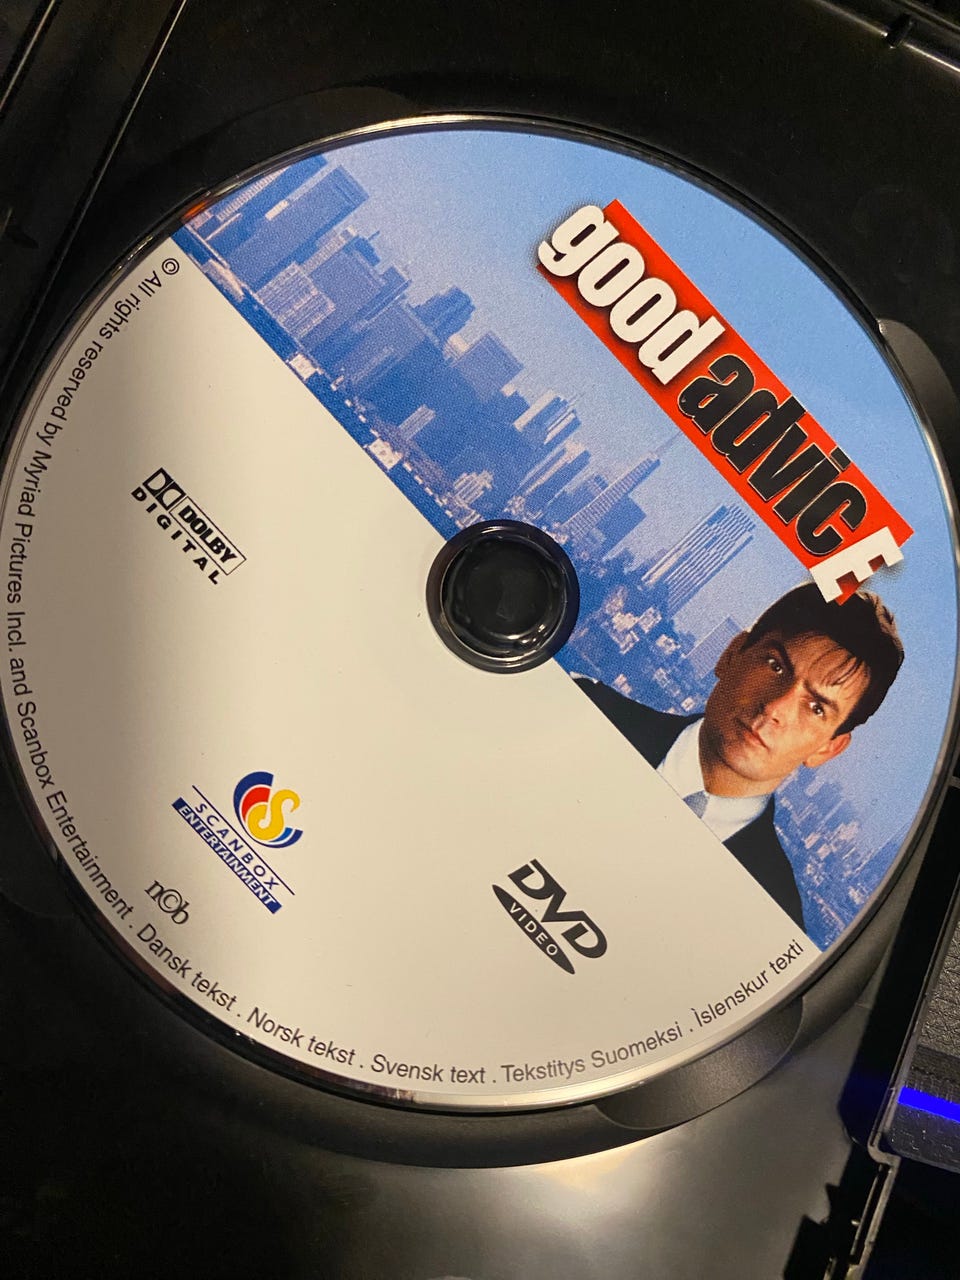 good advicE
DOLBY
DIGITAL
SCANBOX
ENTERTAINMENT
ncb
DVD
VIDEO
© All rights reserved by Myriad Pictures Incl. and Scanbox Entertainment . Dansk tekst . Norsk tekst . Svensk text . Tekstitys Suomeksi . Ìslenskur texti